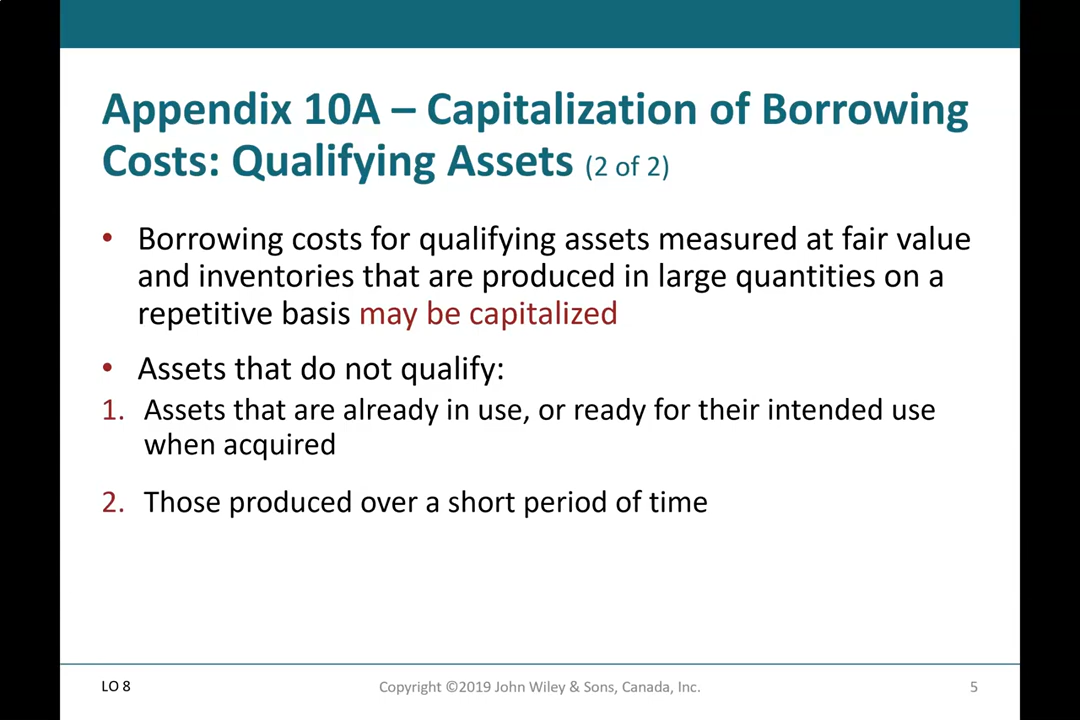 Appendix 10A – Capitalization of Borrowing
Costs: Qualifying Assets (2 of 2)
• Borrowing costs for qualifying assets measured at fair value
and inventories that are produced in large quantities on a
repetitive basis may be capitalized
• Assets that do not qualify:
1. Assets that are already in use, or ready for their intended use
when acquired
2. Those produced over a short period of time
LO 8
Copyright ©2019 John Wiley & Sons, Canada, Inc.
5